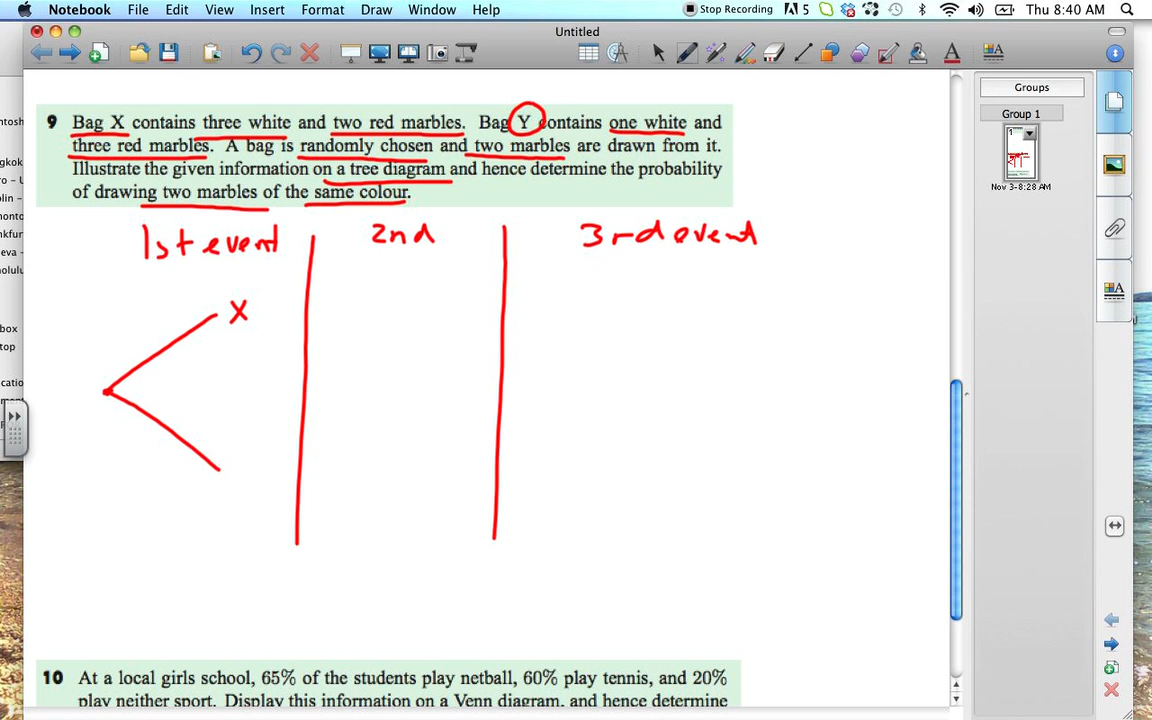 Notebook File Edit View Insert Format Draw Window Help Stop Recording 5 Thu 8:40 AM
Untitled
Groups
Group 1
1
Nov 3-8:28 AM
9 Bag X contains three white and two red marbles. Bag Y contains one white and
three red marbles. A bag is randomly chosen and two marbles are drawn from it.
Illustrate the given information on a tree diagram and hence determine the probability
of drawing two marbles of the same colour.
1st event 2nd 3rd event
X
10 At a local girls school, 65% of the students play netball, 60% play tennis, and 20%
play neither sport. Display this information on a Venn diagram, and hence determine